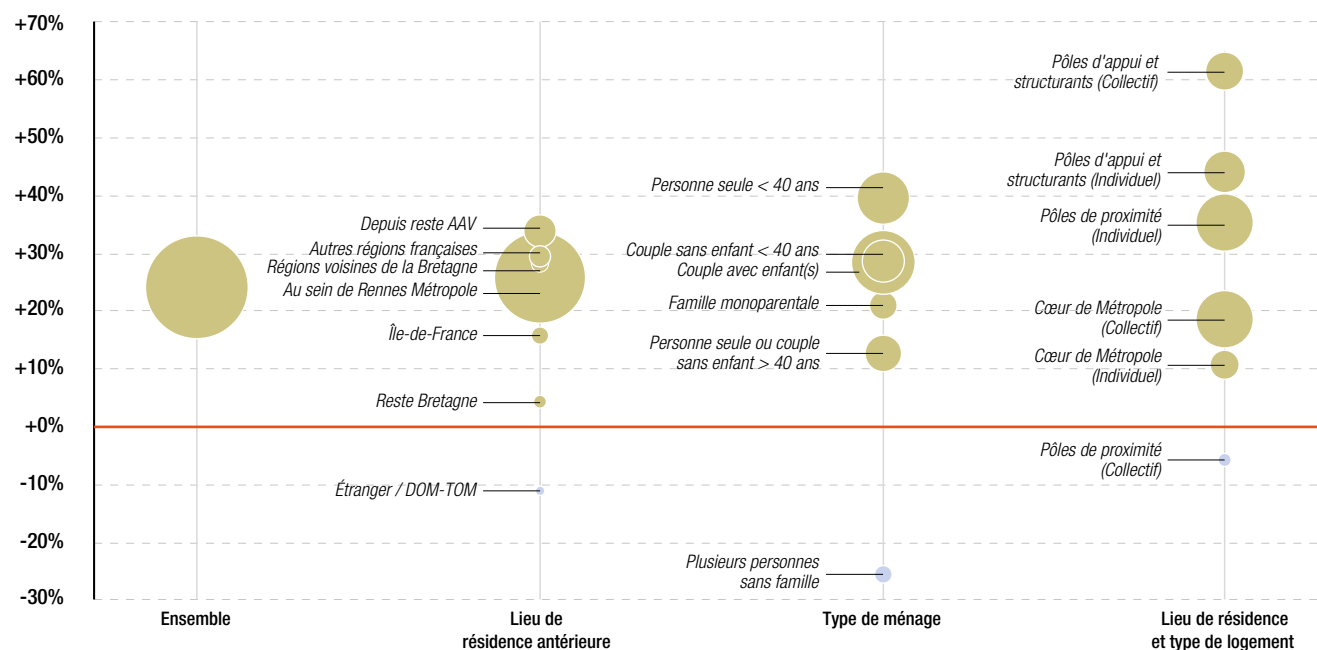 +70%
+60%
+50%
+40%
+30%
+20%
+10%
+0%
-10%
-20%
-30%
Depuis reste AAV
Autres régions françaises
Régions voisines de la Bretagne
Au sein de Rennes Métropole
Île-de-France
Reste Bretagne
Étranger / DOM-TOM
Personne seule < 40 ans
Couple sans enfant < 40 ans
Couple avec enfant(s)
Famille monoparentale
Personne seule ou couple
sans enfant > 40 ans
Plusieurs personnes
sans famille
Pôles d'appui et
structurants (Collectif)
Pôles d'appui et
structurants (Individuel)
Pôles de proximité
(Individuel)
Cœur de Métropole
(Collectif)
Cœur de Métropole
(Individuel)
Pôles de proximité
(Collectif)
Ensemble
Lieu de
résidence antérieure
Type de ménage
Lieu de résidence
et type de logement